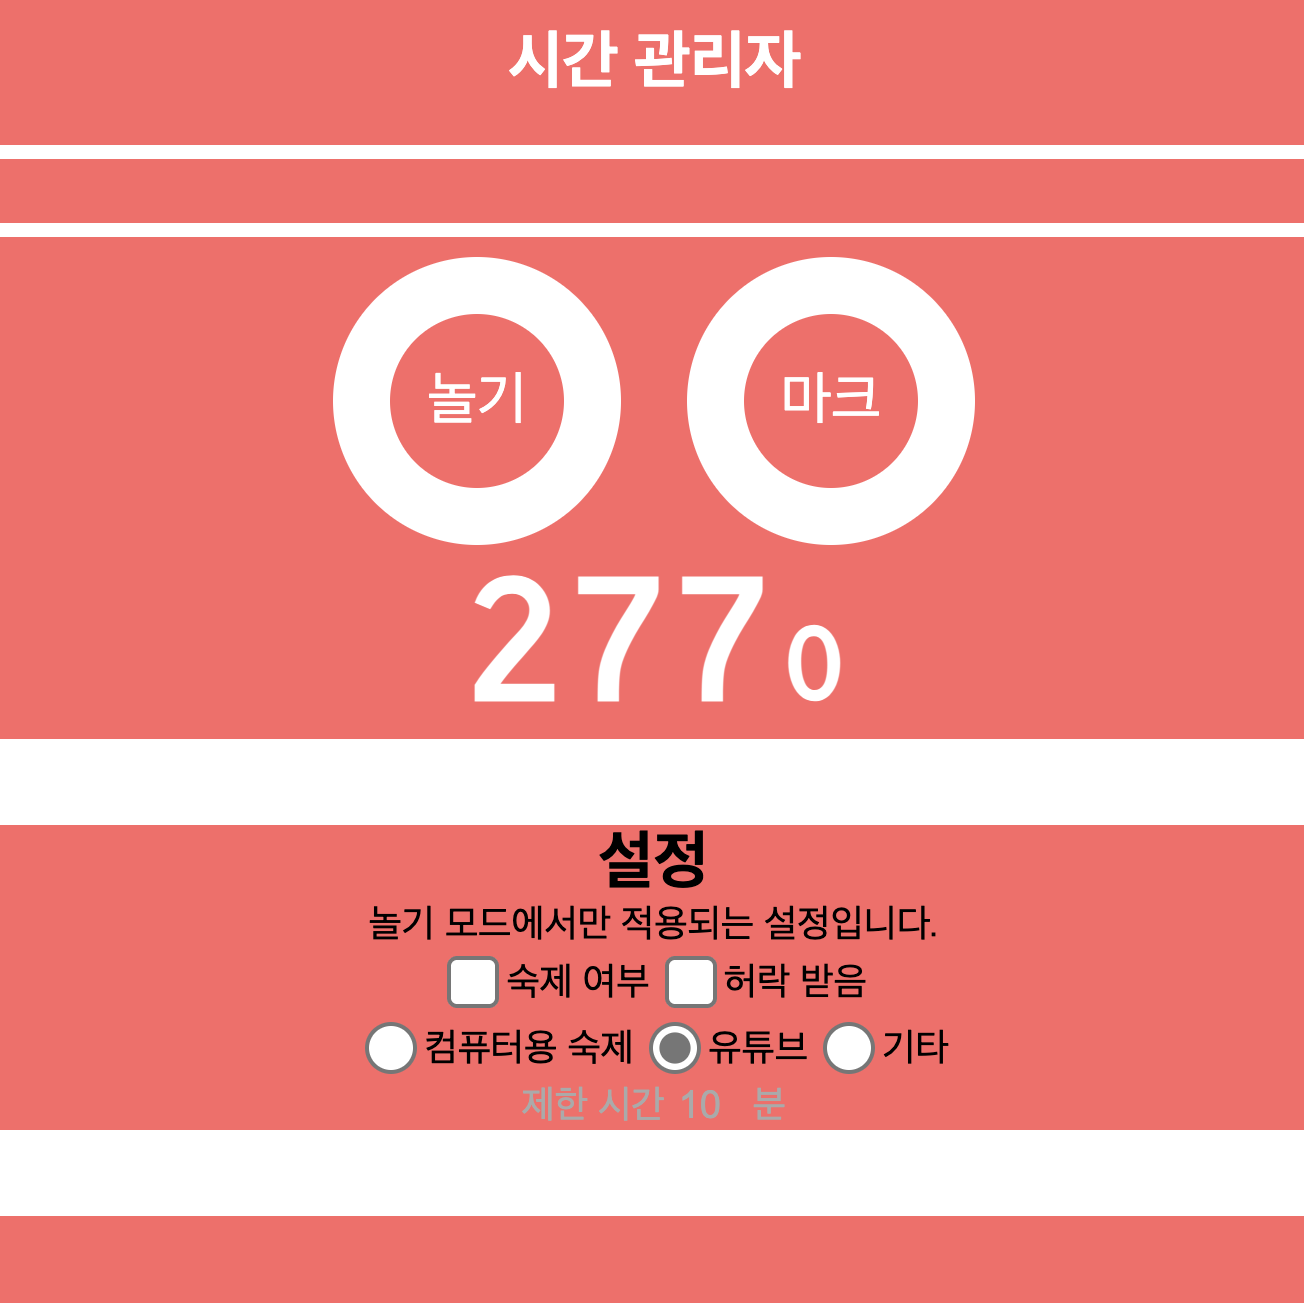 시간 관리자
놀기 마크
277 0
설정
놀기 모드에서만 적용되는 설정입니다.
숙제 여부 허락 받음
컴퓨터용 숙제 유튜브 기타
제한 시간 10 분